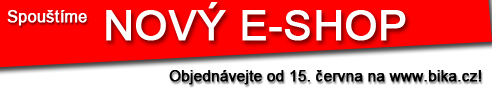 Spouštíme NOVÝ E-SHOP
Objednávejte od 15. června na www.bika.cz!